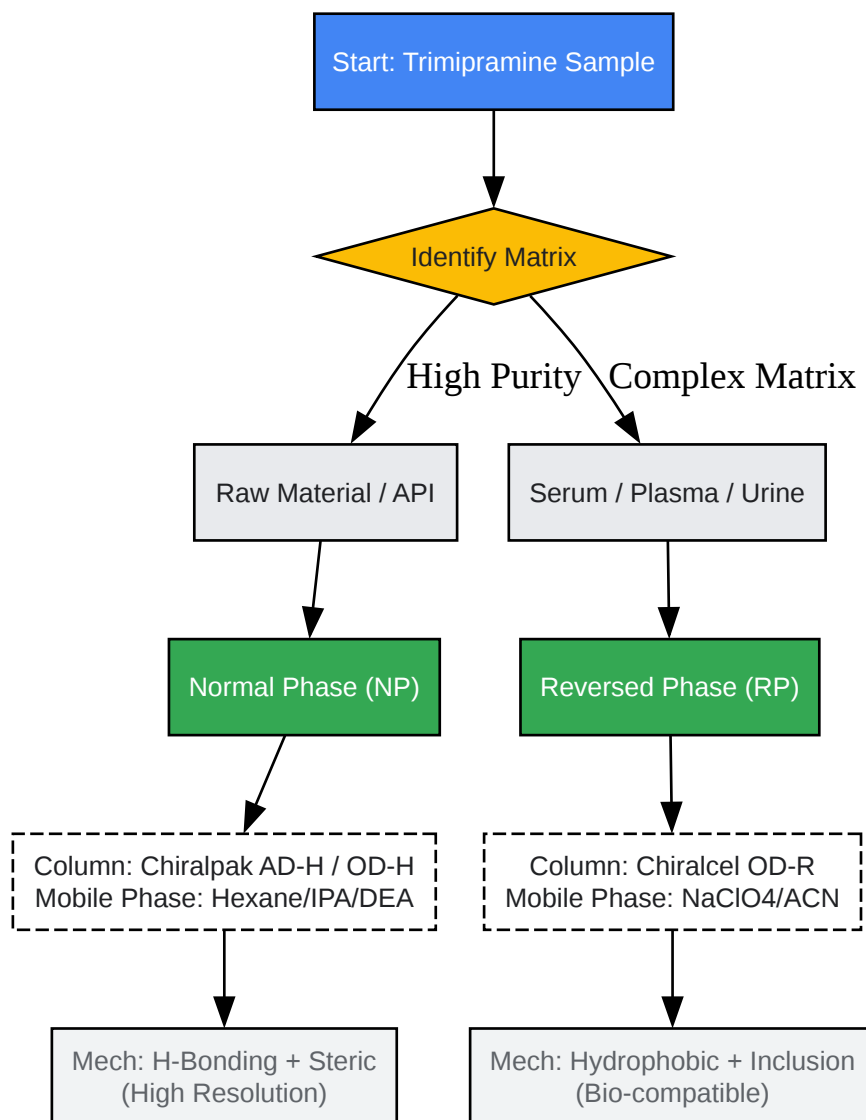 Start: Trimipramine Sample
Identify Matrix
High Purity
Complex Matrix
Raw Material / API
Serum / Plasma / Urine
Normal Phase (NP)
Reversed Phase (RP)
Column: Chiralpak AD-H / OD-H
Mobile Phase: Hexane/IPA/DEA
Column: Chiralcel OD-R
Mobile Phase: NaClO4/ACN
Mech: H-Bonding + Steric
(High Resolution)
Mech: Hydrophobic + Inclusion
(Bio-compatible)